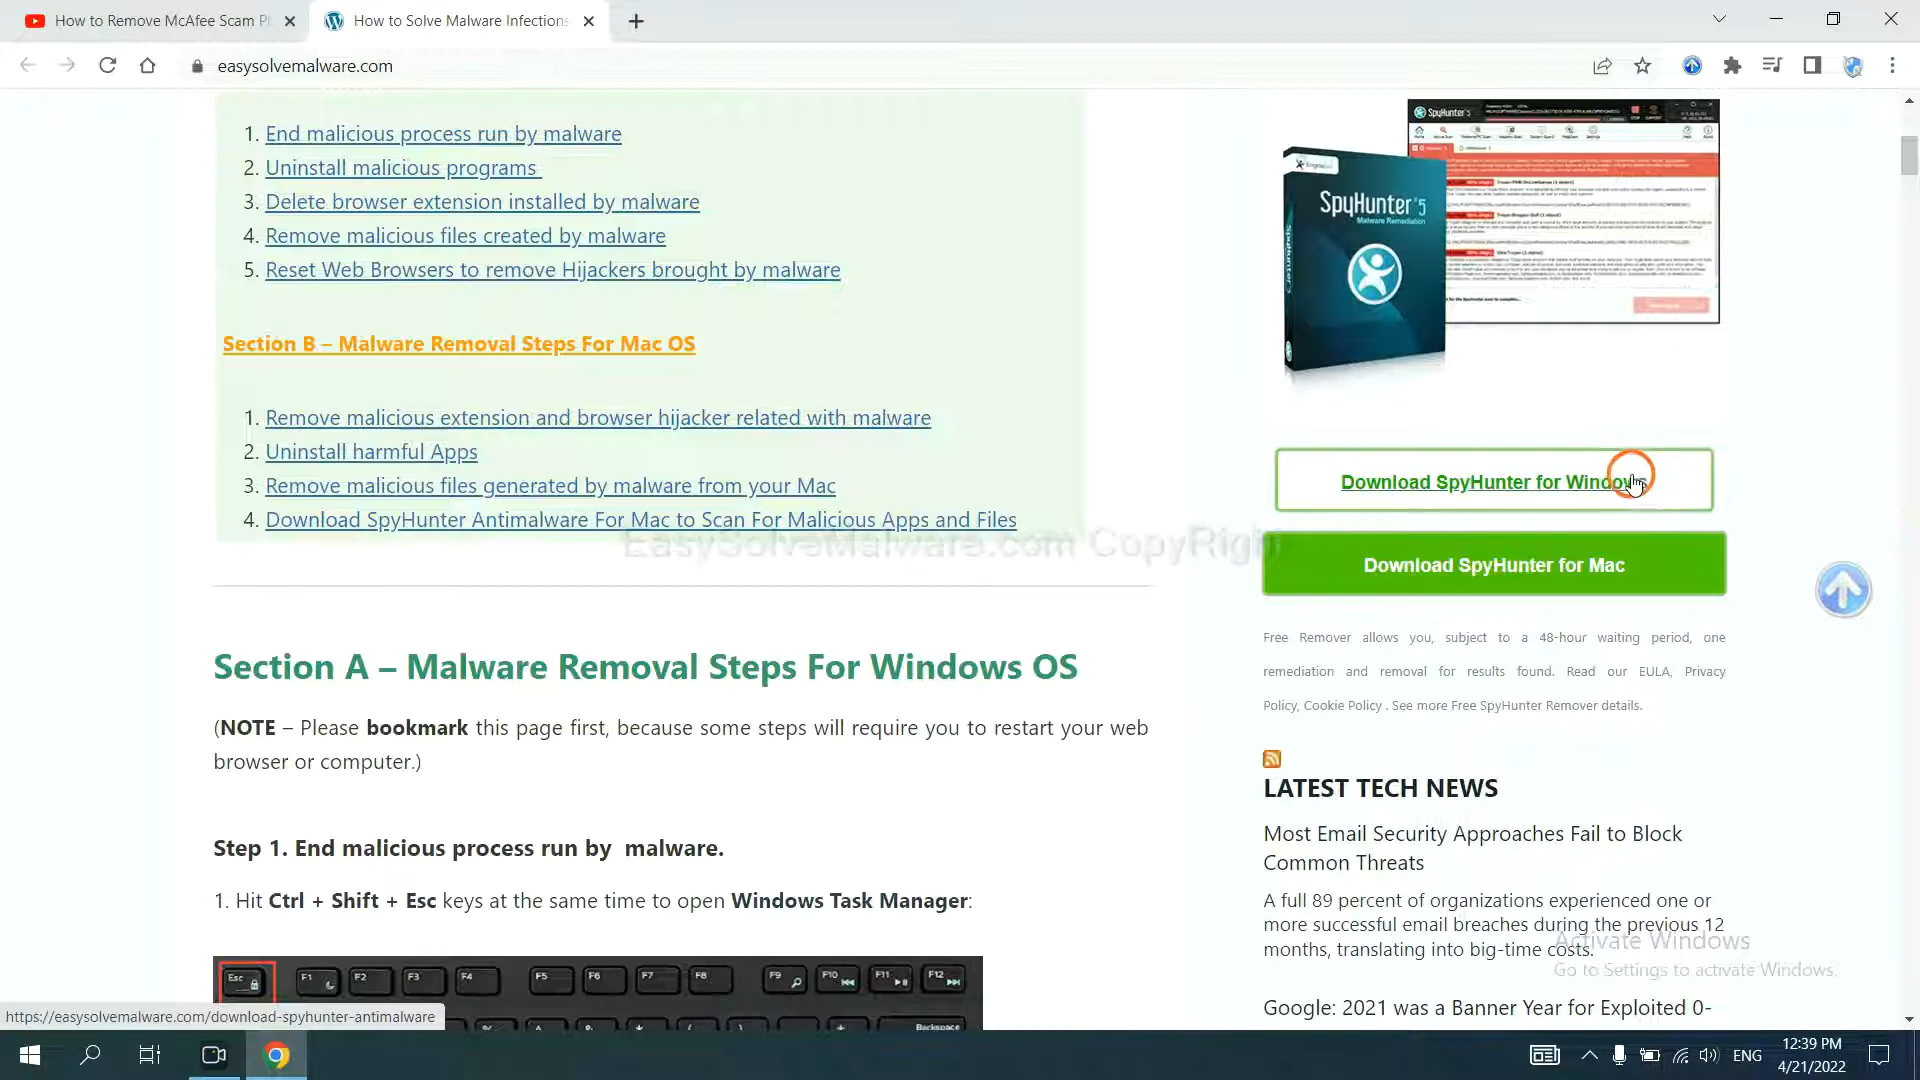 How to Remove McAfee Scam P
How to Solve Malware Infections
easysolvemalware.com
1. End malicious process run by malware
2. Uninstall malicious programs
3. Delete browser extension installed by malware
4. Remove malicious files created by malware
5. Reset Web Browsers to remove Hijackers brought by malware
Section B – Malware Removal Steps For Mac OS
1. Remove malicious extension and browser hijacker related with malware
2. Uninstall harmful Apps
3. Remove malicious files generated by malware from your Mac
4. Download SpyHunter Antimalware For Mac to Scan For Malicious Apps and Files
EasySolveMalware.com CopyRight
Section A – Malware Removal Steps For Windows OS
(NOTE – Please bookmark this page first, because some steps will require you to restart your web
browser or computer.)
Step 1. End malicious process run by malware.
1. Hit Ctrl + Shift + Esc keys at the same time to open Windows Task Manager:
Esc F1 F2 F3 F4 F5 F6 F7 F8 F9 F10 F11 F12
Backspace
SpyHunter 5
SpyHunter 5
Malware Remediation
Download SpyHunter for Windows
Download SpyHunter for Mac
Free Remover allows you, subject to a 48-hour waiting period, one
remediation and removal for results found. Read our EULA, Privacy
Policy, Cookie Policy . See more Free SpyHunter Remover details.
LATEST TECH NEWS
Most Email Security Approaches Fail to Block
Common Threats
A full 89 percent of organizations experienced one or
more successful email breaches during the previous 12
months, translating into big-time costs.
Google: 2021 was a Banner Year for Exploited 0-
Activate Windows
Go to Settings to activate Windows.
https://easysolvemalware.com/download-spyhunter-antimalware
ENG
12:39 PM
4/21/2022